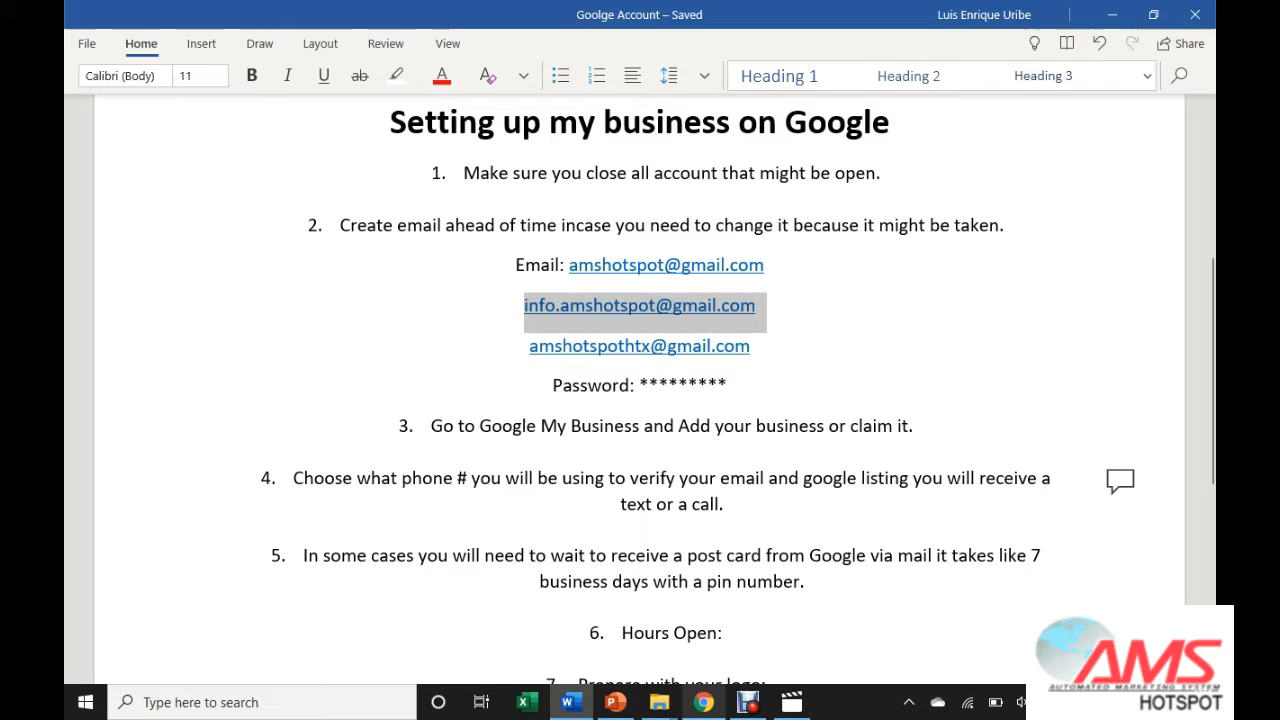 Goolge Account – Saved
Luis Enrique Uribe
File Home Insert Draw Layout Review View
Share
Calibri (Body) 11 B I U ab A A Heading 1 Heading 2 Heading 3
Setting up my business on Google
1. Make sure you close all account that might be open.
2. Create email ahead of time incase you need to change it because it might be taken.
Email: amshotspot@gmail.com
info.amshotspot@gmail.com
amshotspothtx@gmail.com
Password: *********
3. Go to Google My Business and Add your business or claim it.
4. Choose what phone # you will be using to verify your email and google listing you will receive a
text or a call.
5. In some cases you will need to wait to receive a post card from Google via mail it takes like 7
business days with a pin number.
6. Hours Open:
7. Prepare with your logo:
AMS
AUTOMATED MARKETING SYSTEM
HOTSPOT
Type here to search